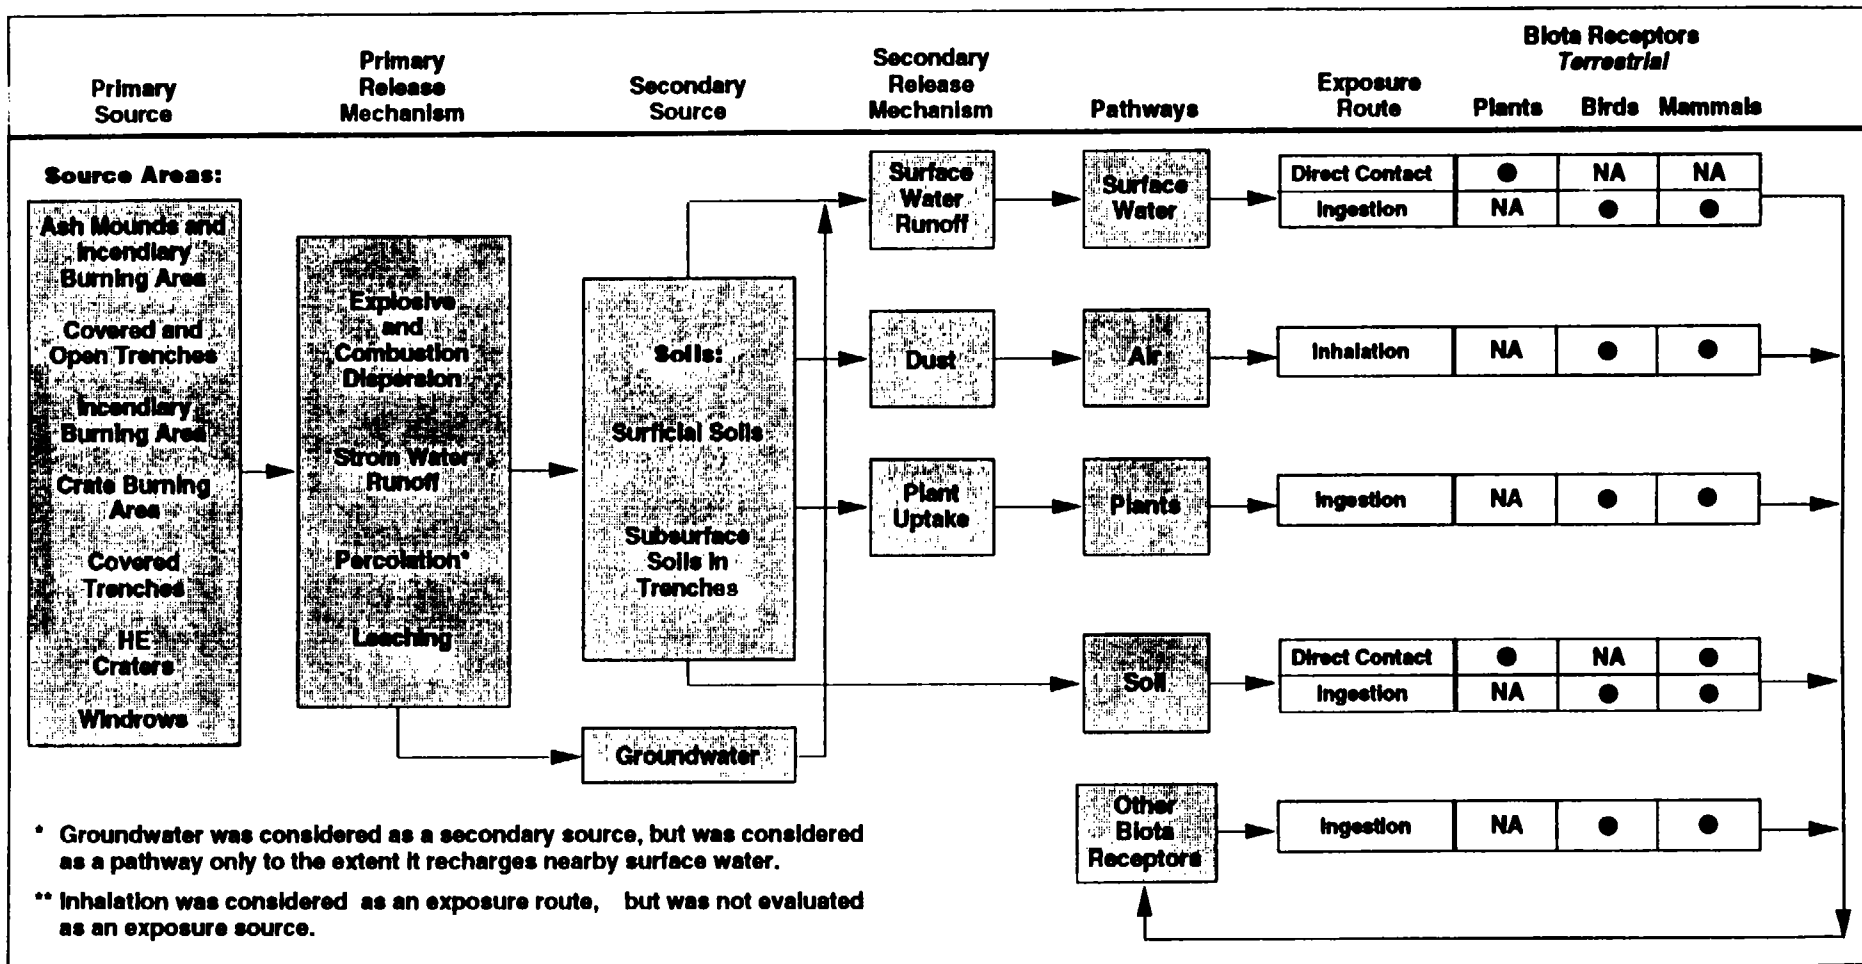 Biota Receptors
Terrestrial
Primary
Source
Primary
Release
Mechanism
Secondary
Source
Secondary
Release
Mechanism
Pathways
Exposure
Route
Plants
Birds
Mammals
Source Areas:
Ash Mounds and
Incendiary
Burning Area
Covered and
Open Trenches
Incendiary
Burning Area
Crate Burning
Area
Covered
Trenches
HE
Craters
Windrows
Explosive
and
Combustion
Dispersion
Strom Water
Runoff
Percolation*
Leaching
Soils:
Surficial Soils
Subsurface
Soils in
Trenches
Groundwater
Surface
Water
Runoff
Surface
Water
Direct Contact ● NA NA
Ingestion NA ● ●
Dust
Air
Inhalation NA ● ●
Plant
Uptake
Plants
Ingestion NA ● ●
Soil
Direct Contact ● NA ●
Ingestion NA ● ●
Other
Biota
Receptors
Ingestion NA ● ●
* Groundwater was considered as a secondary source, but was considered
as a pathway only to the extent it recharges nearby surface water.
** Inhalation was considered as an exposure route, but was not evaluated
as an exposure source.